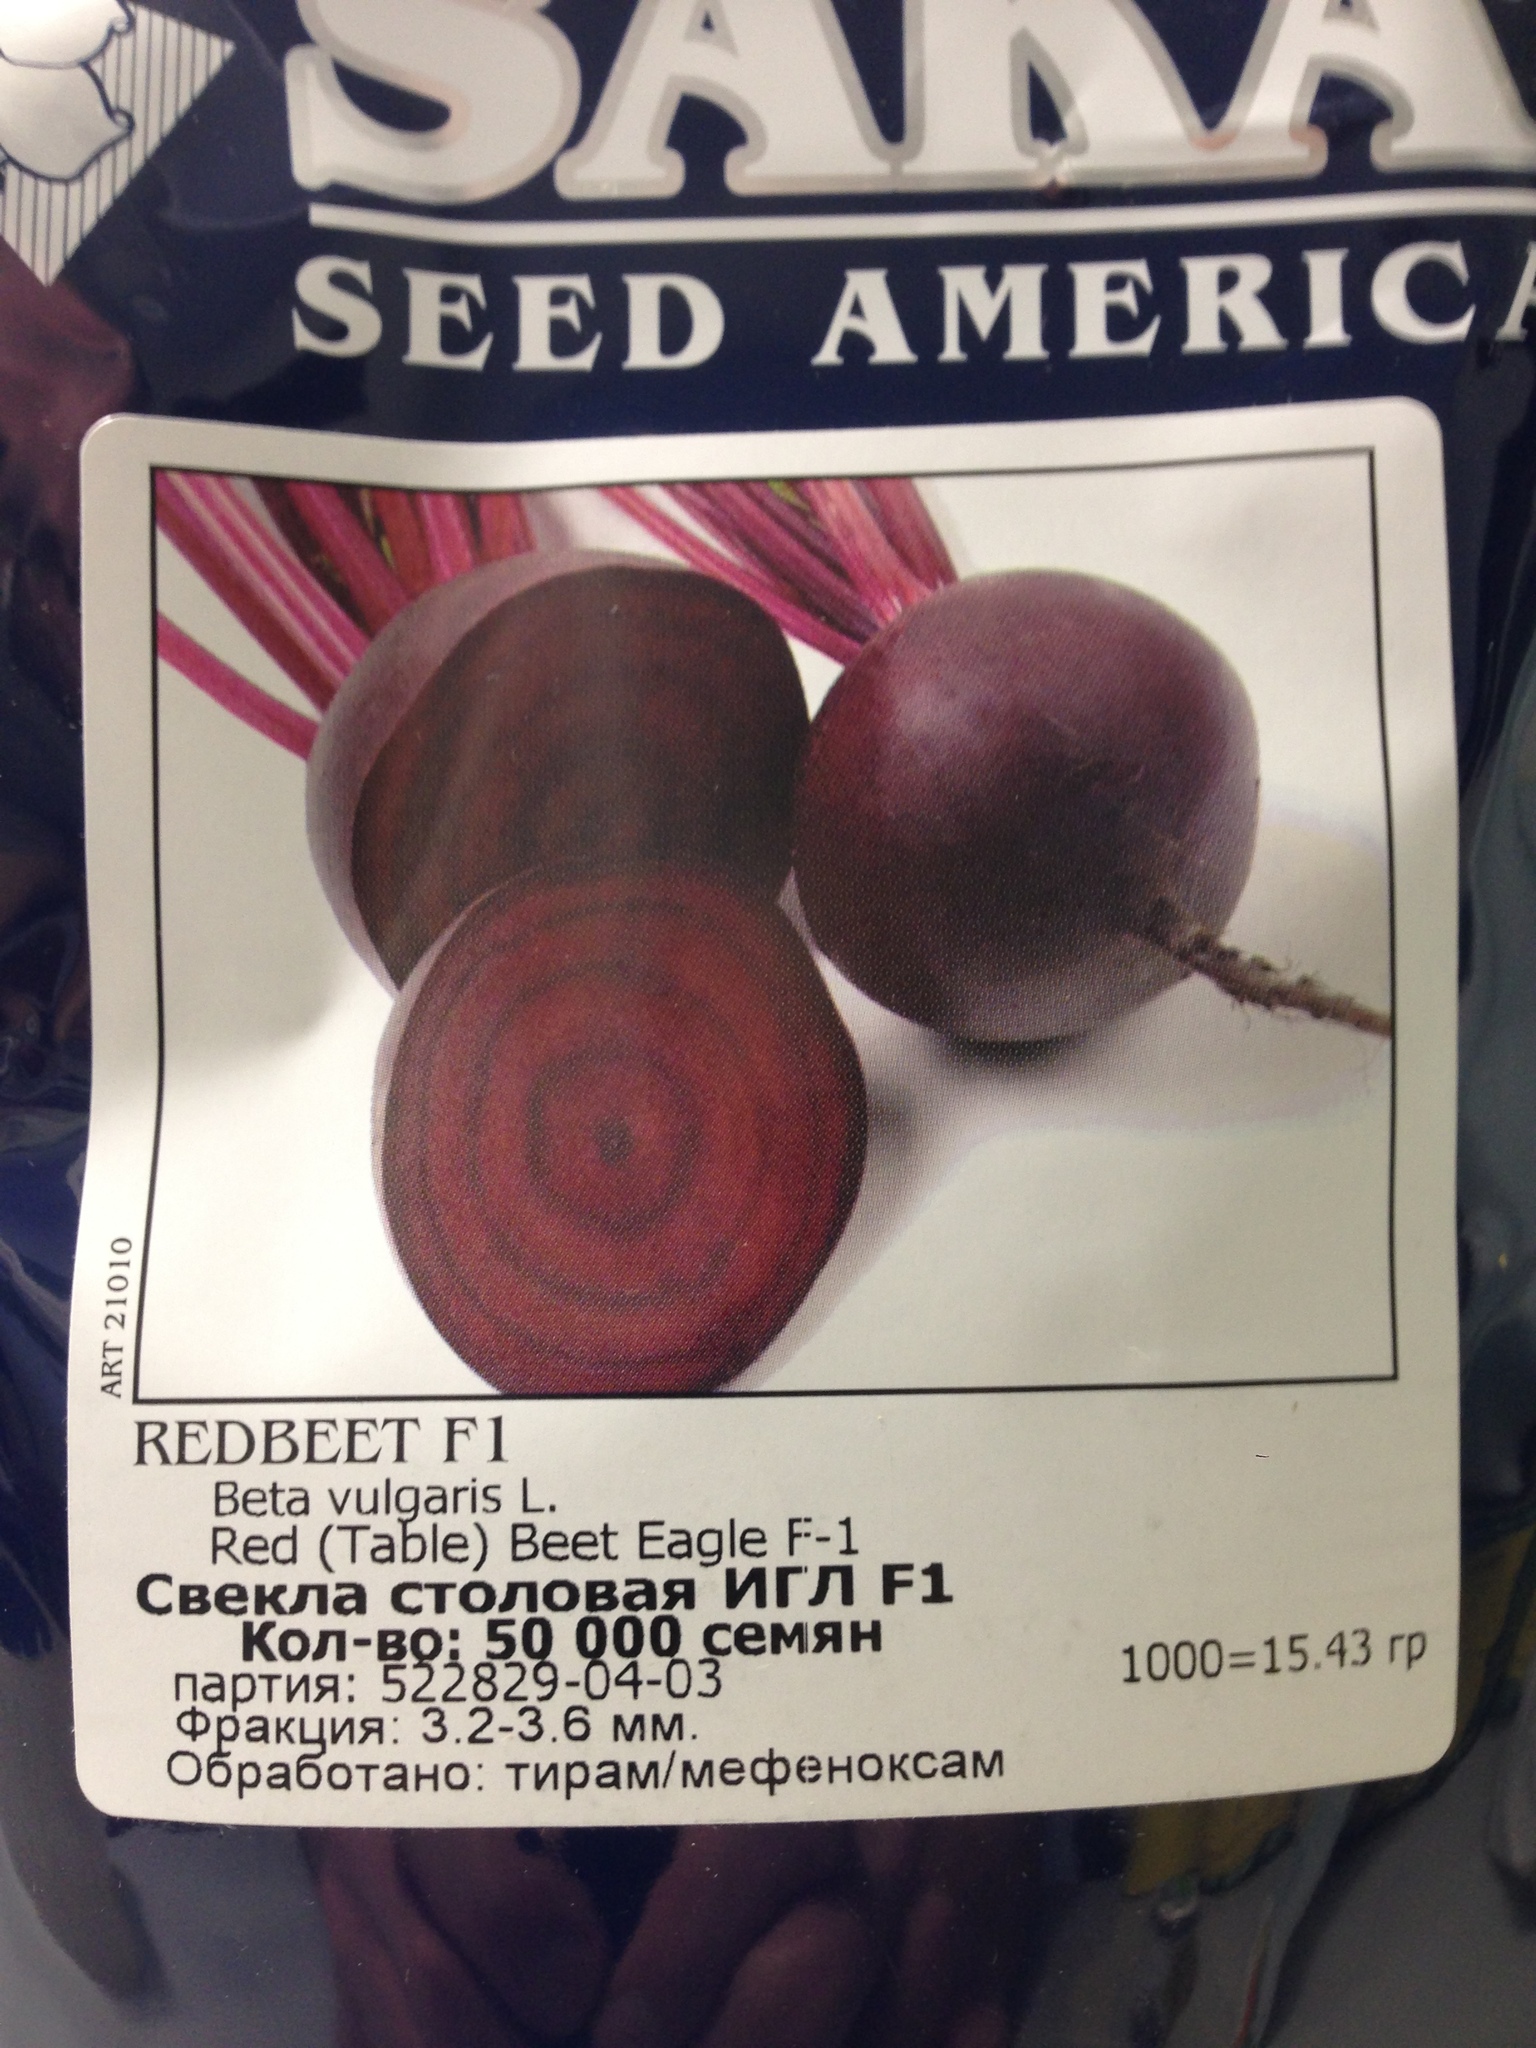 SAKA
SEED AMERICA
ART 21010
REDBEET F1
Beta vulgaris L.
Red (Table) Beet Eagle F-1
Свекла столовая ИГЛ F1
Кол-во: 50 000 семян
1000=15.43 гр
партия: 522829-04-03
Фракция: 3.2-3.6 мм.
Обработано: тирам/мефеноксам